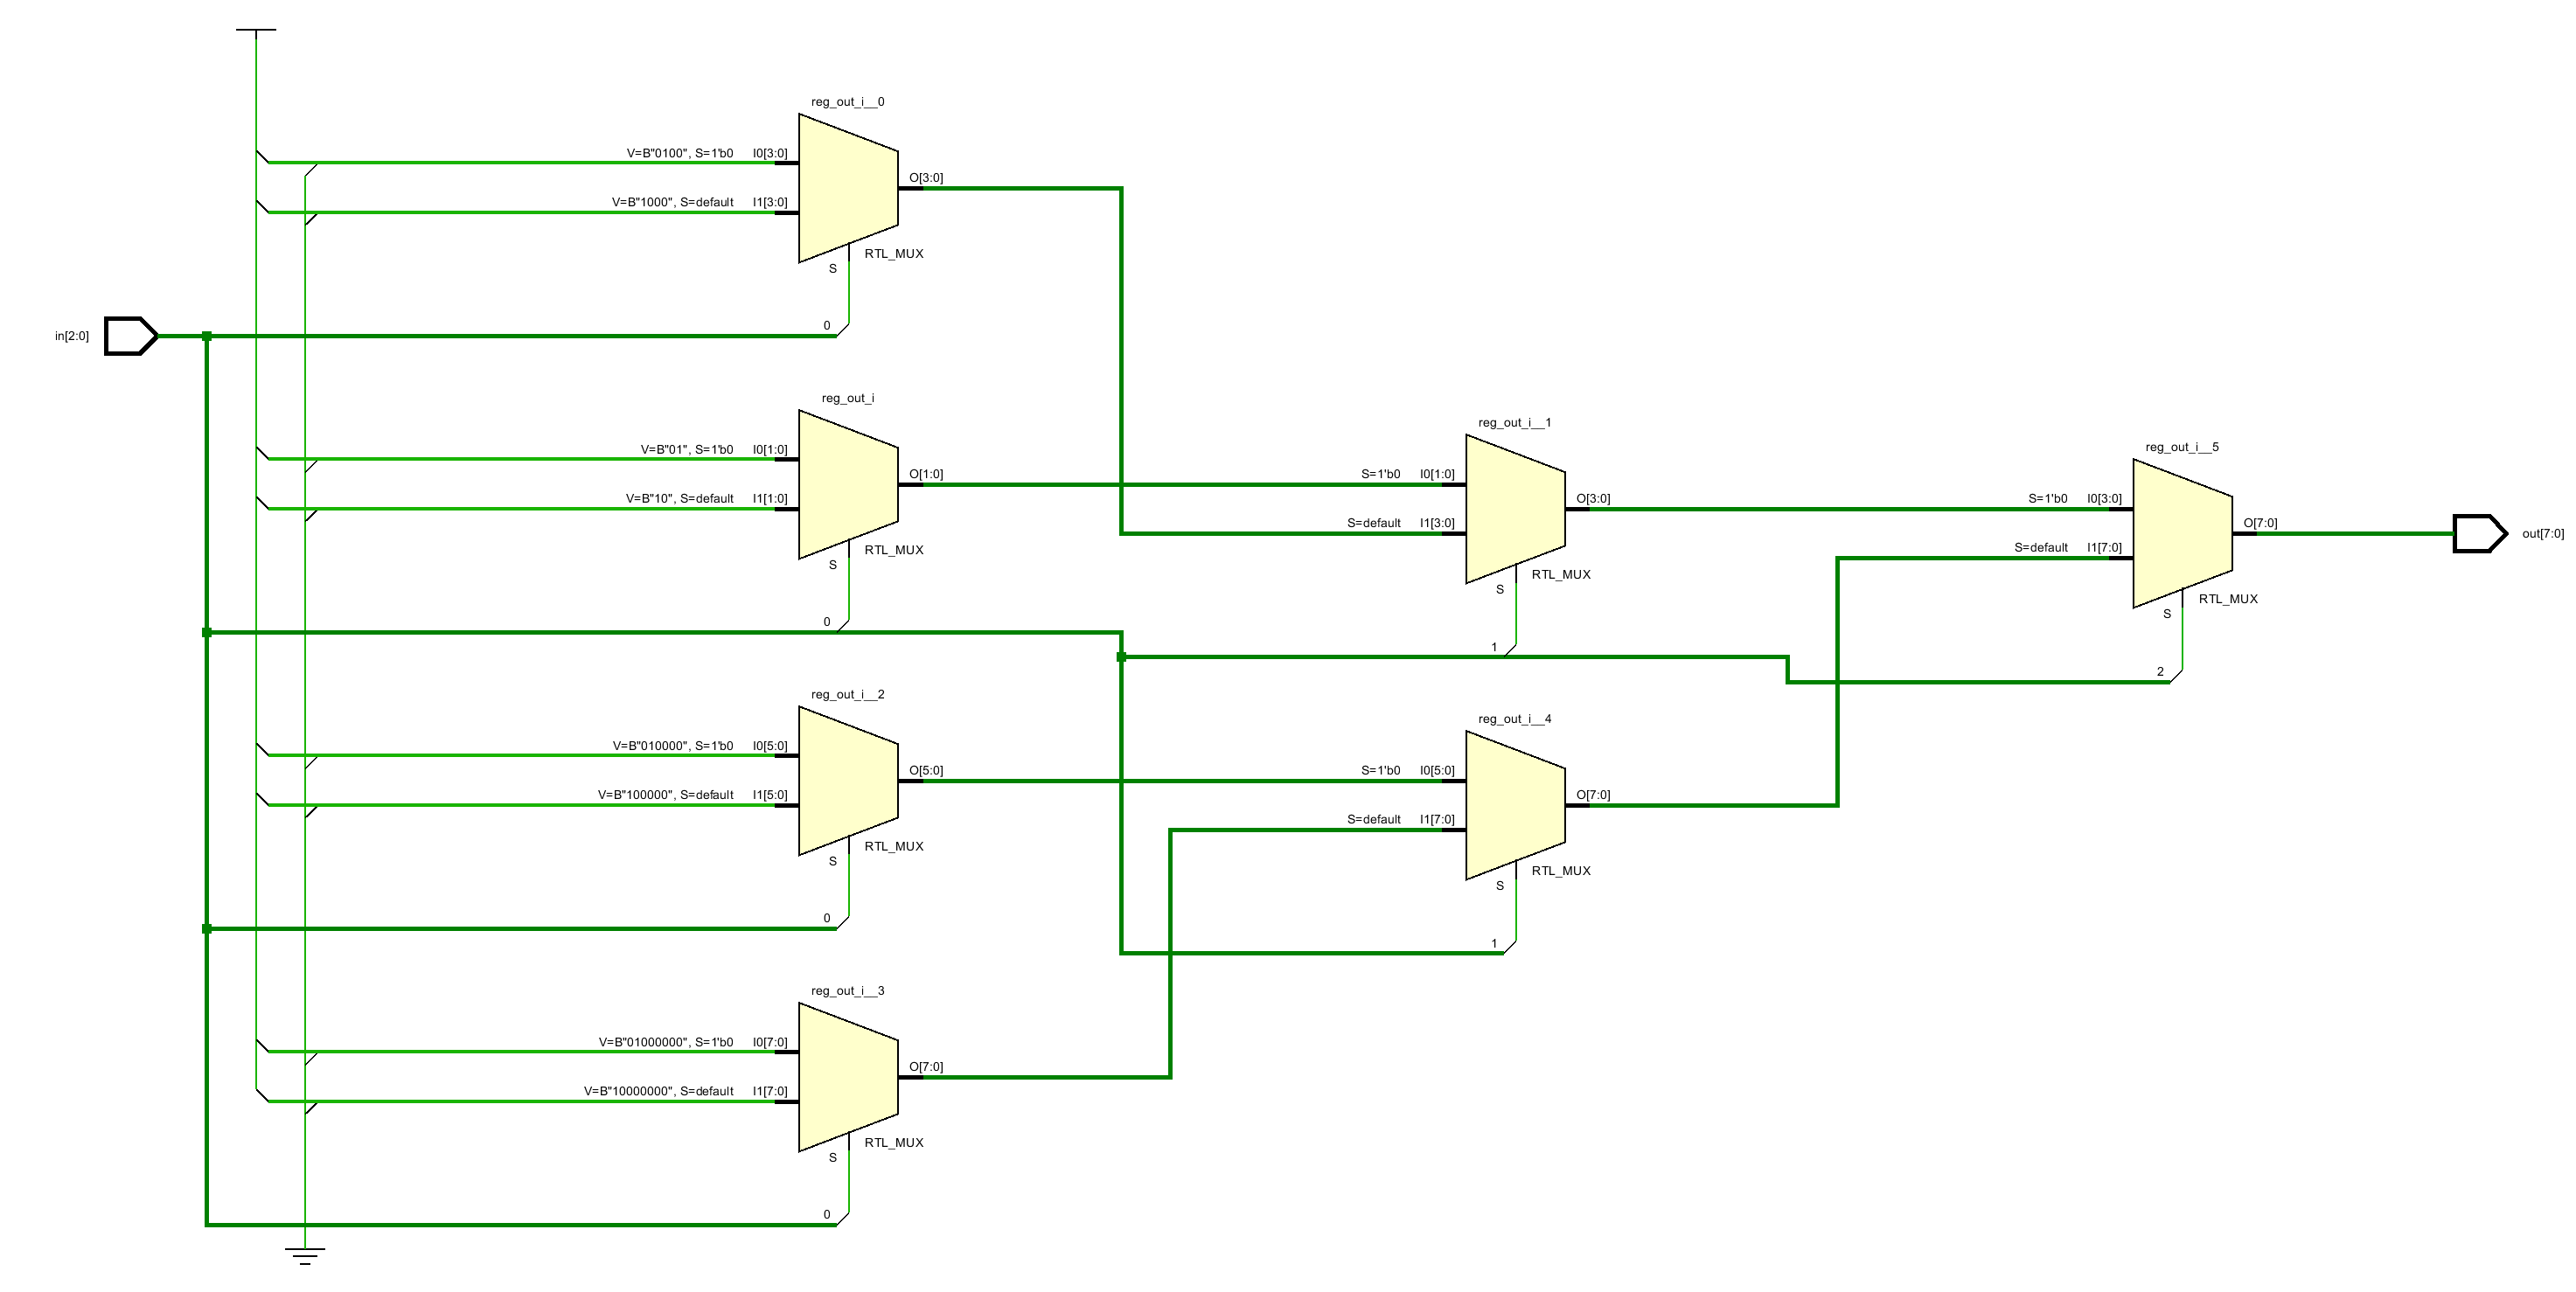 reg_out_i__0
V=B"0100", S=1'b0 I0[3:0]
V=B"1000", S=default I1[3:0]
O[3:0]
RTL_MUX
S
0
in[2:0]
reg_out_i
V=B"01", S=1'b0 I0[1:0]
V=B"10", S=default I1[1:0]
O[1:0]
RTL_MUX
S
0
reg_out_i__1
S=1'b0 I0[1:0]
S=default I1[3:0]
O[3:0]
RTL_MUX
S
1
reg_out_i__5
S=1'b0 I0[3:0]
S=default I1[7:0]
O[7:0]
RTL_MUX
S
2
out[7:0]
reg_out_i__2
V=B"010000", S=1'b0 I0[5:0]
V=B"100000", S=default I1[5:0]
O[5:0]
RTL_MUX
S
0
reg_out_i__4
S=1'b0 I0[5:0]
S=default I1[7:0]
O[7:0]
RTL_MUX
S
1
reg_out_i__3
V=B"01000000", S=1'b0 I0[7:0]
V=B"10000000", S=default I1[7:0]
O[7:0]
RTL_MUX
S
0